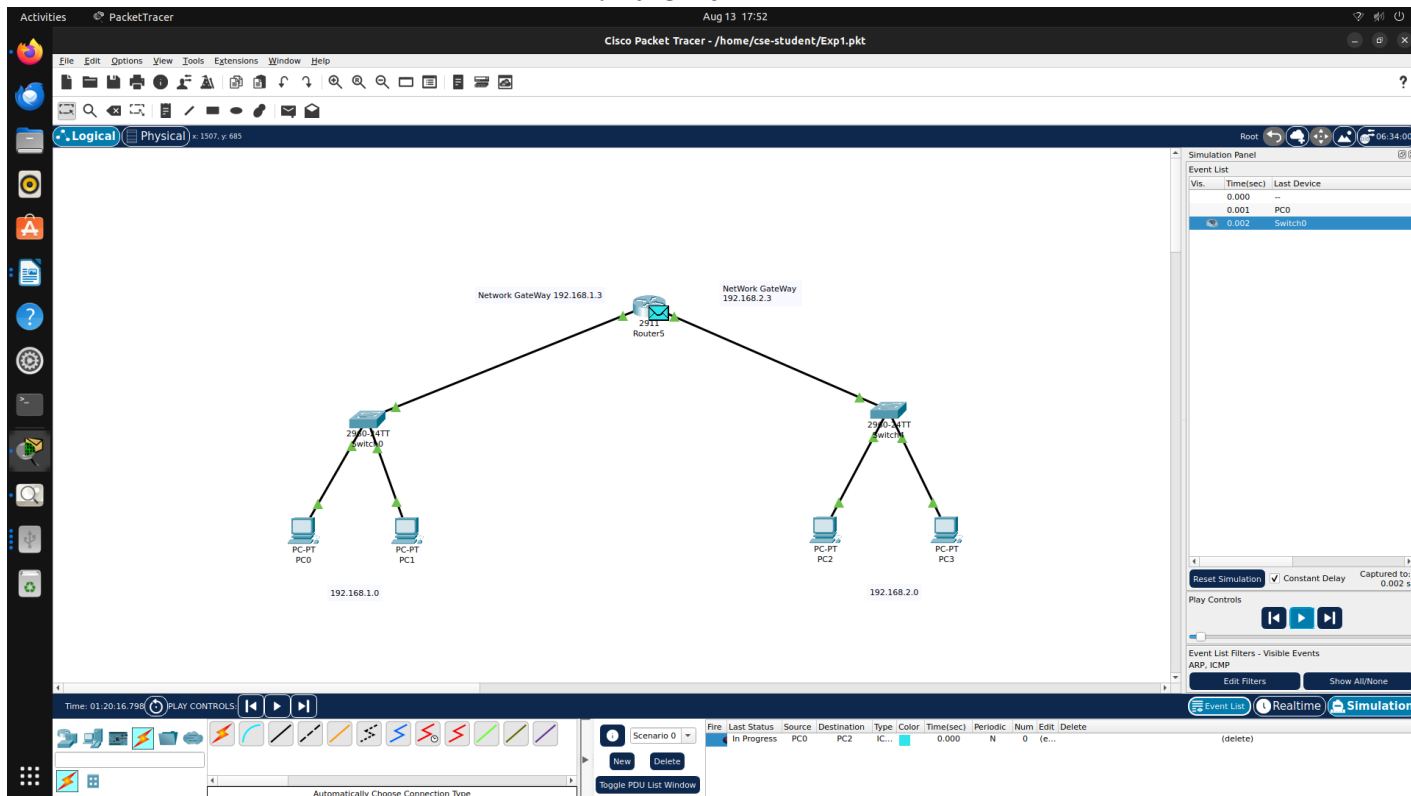 Activities PacketTracer Aug 13 17:52
Cisco Packet Tracer - /home/cse-student/Exp1.pkt
File Edit Options View Tools Extensions Window Help
?
Logical Physical x: 1507, y: 685 Root 06:34:00
Simulation Panel
Event List
Vis. Time(sec) Last Device
0.000 --
0.001 PC0
0.002 Switch0
Network GateWay 192.168.1.3
NetWork GateWay
192.168.2.3
2911
Router5
2960-24TT
Switch0
2960-24TT
PC-PT
PC0
PC-PT
PC1
PC-PT
PC2
PC-PT
PC3
192.168.1.0
192.168.2.0
Reset Simulation Constant Delay Captured to:
0.002 s
Play Controls
Event List Filters - Visible Events
ARP, ICMP
Edit Filters Show All/None
Time: 01:20:16.798 PLAY CONTROLS: Event List Realtime Simulation
Scenario 0
New Delete
Toggle PDU List Window
Fire Last Status Source Destination Type Color Time(sec) Periodic Num Edit Delete
In Progress PC0 PC2 IC... 0.000 N 0 (e... (delete)
Automatically Choose Connection Type